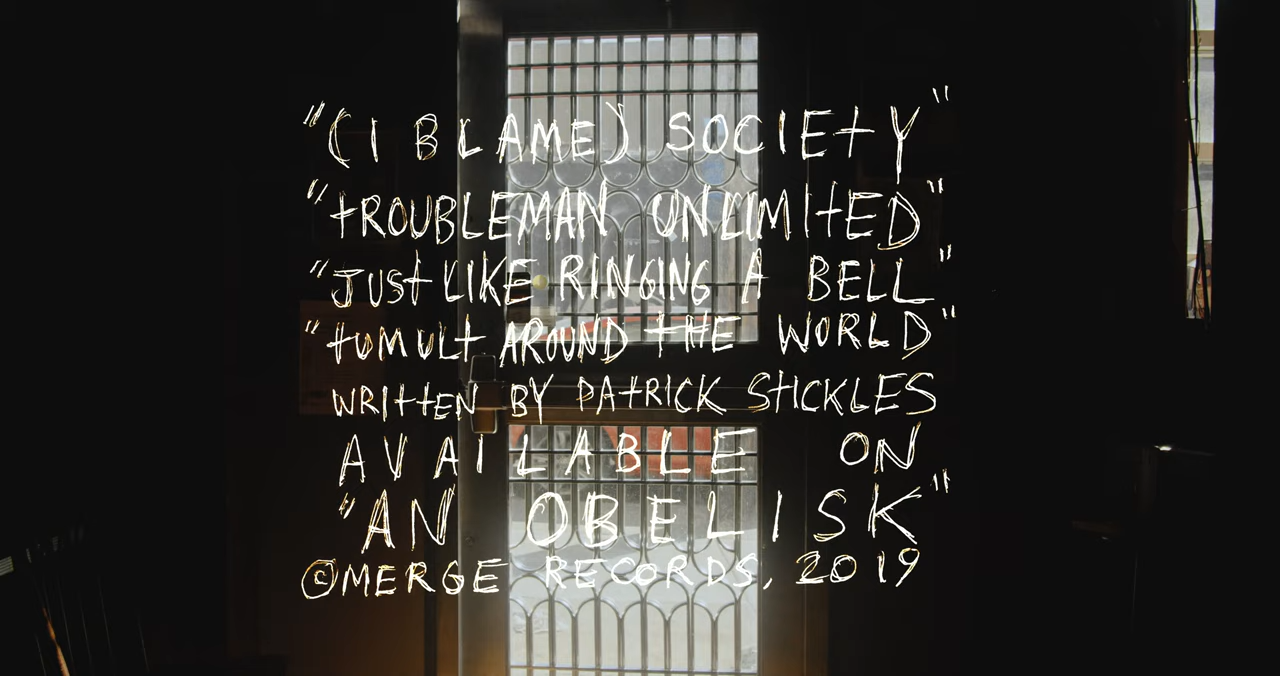 "(I BLAME) SOCIETY"
"TROUBLEMAN UNLIMITED"
"JUST LIKE RINGING A BELL"
"TUMULT AROUND THE WORLD"
WRITTEN BY PATRICK STICKLES
AVAILABLE ON
"AN OBELISK"
©MERGE RECORDS, 2019